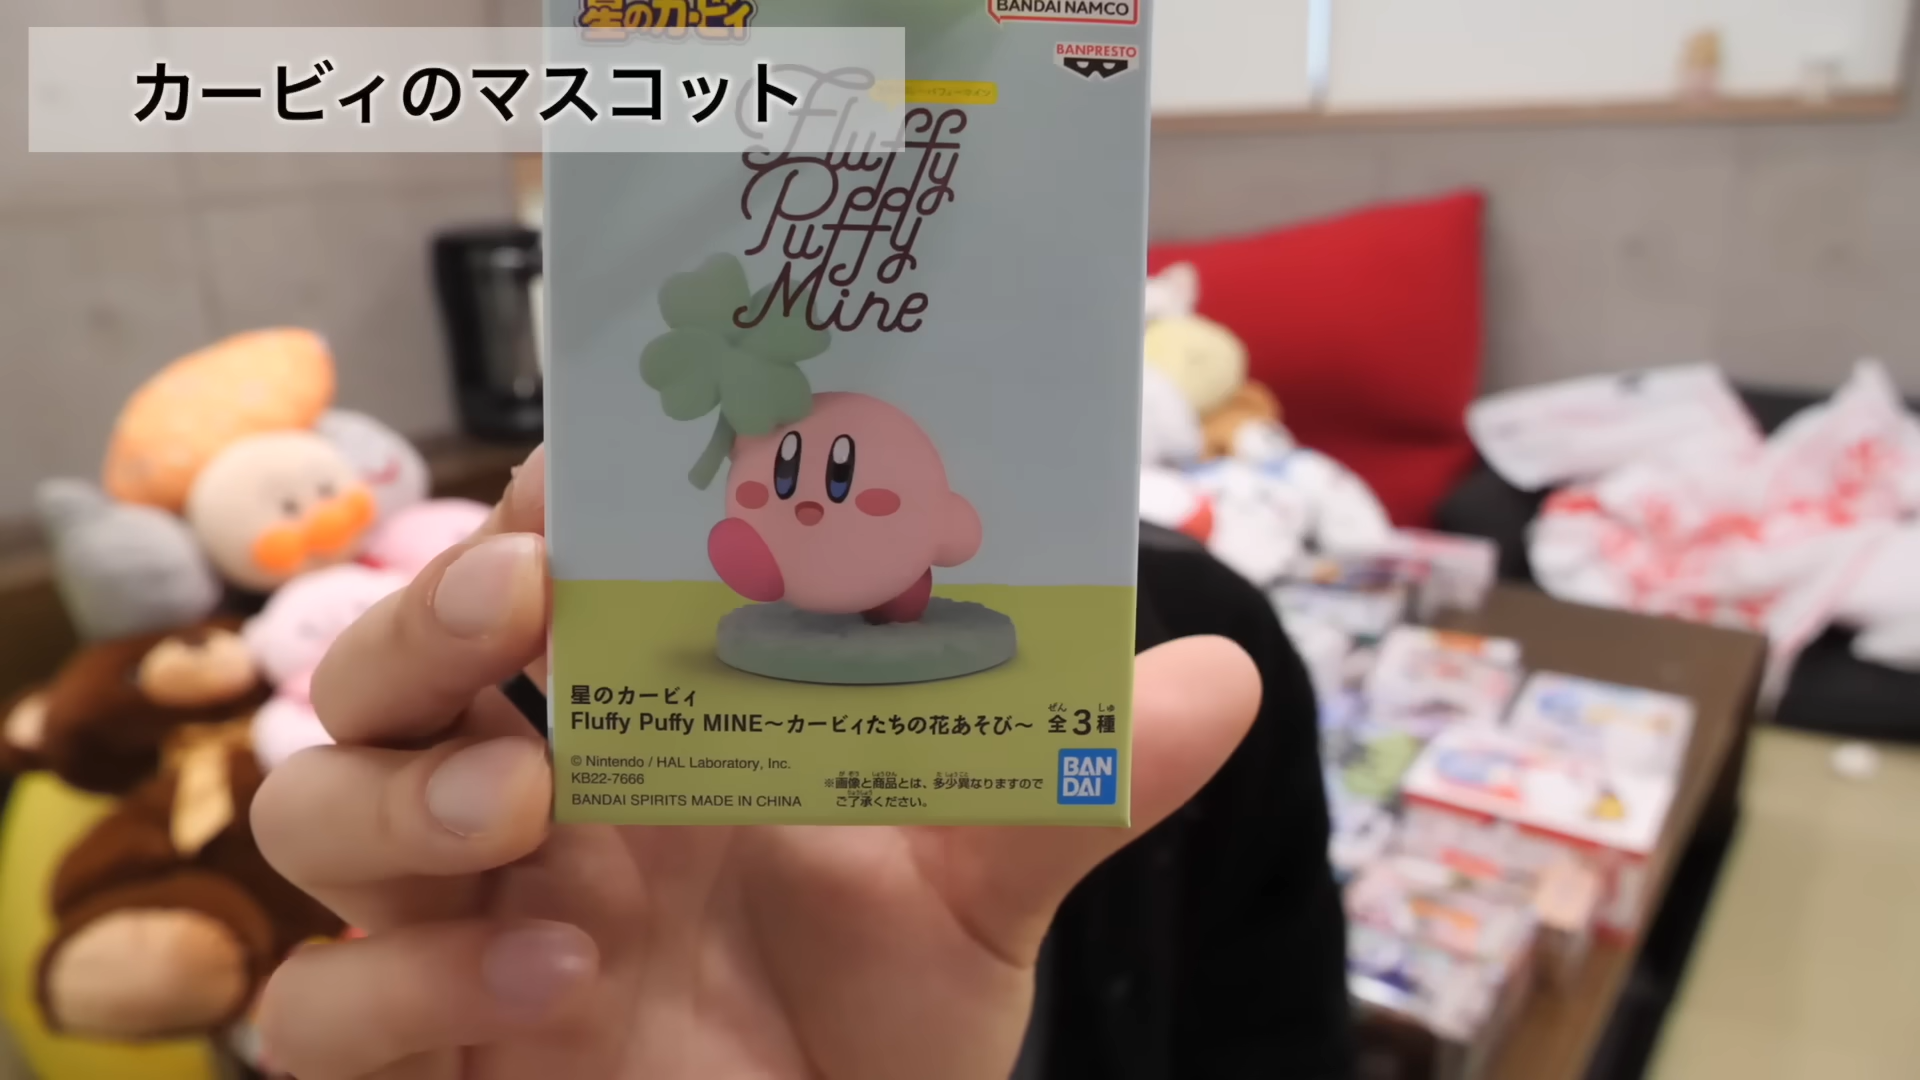 星のカービィ
BANDAI NAMCO
BANPRESTO
カービィのマスコット
Fluffy
Puffy
Mine
星のカービィ
Fluffy Puffy MINE～カービィたちの花あそび～ 全3種
© Nintendo / HAL Laboratory, Inc.
KB22-7666
BANDAI SPIRITS MADE IN CHINA
※画像と商品とは、多少異なりますので
ご了承ください。
BAN
DAI